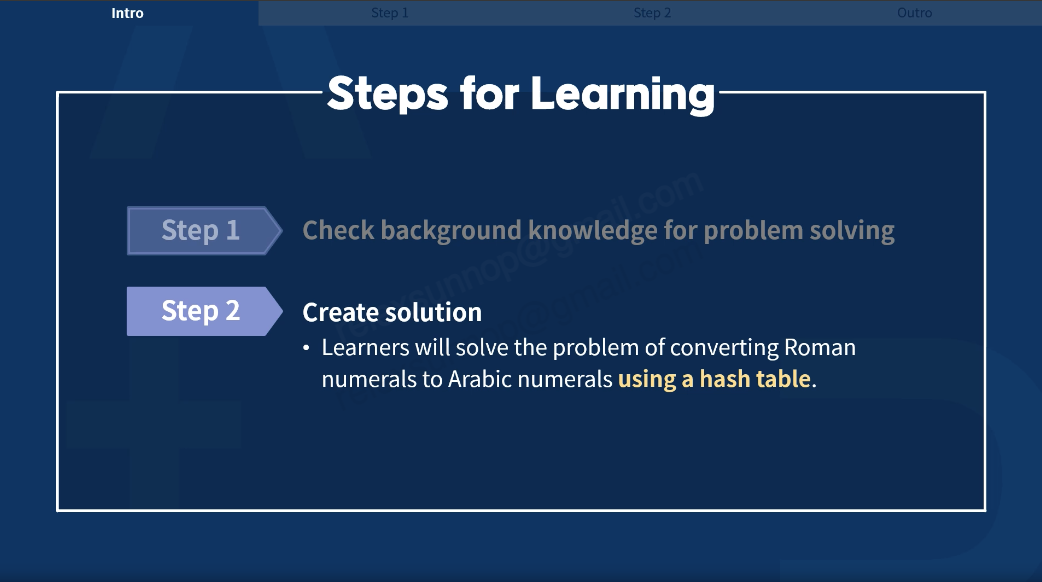 Intro Step 1 Step 2 Outro
Steps for Learning
Step 1 Check background knowledge for problem solving
Step 2 Create solution
• Learners will solve the problem of converting Roman
numerals to Arabic numerals using a hash table.